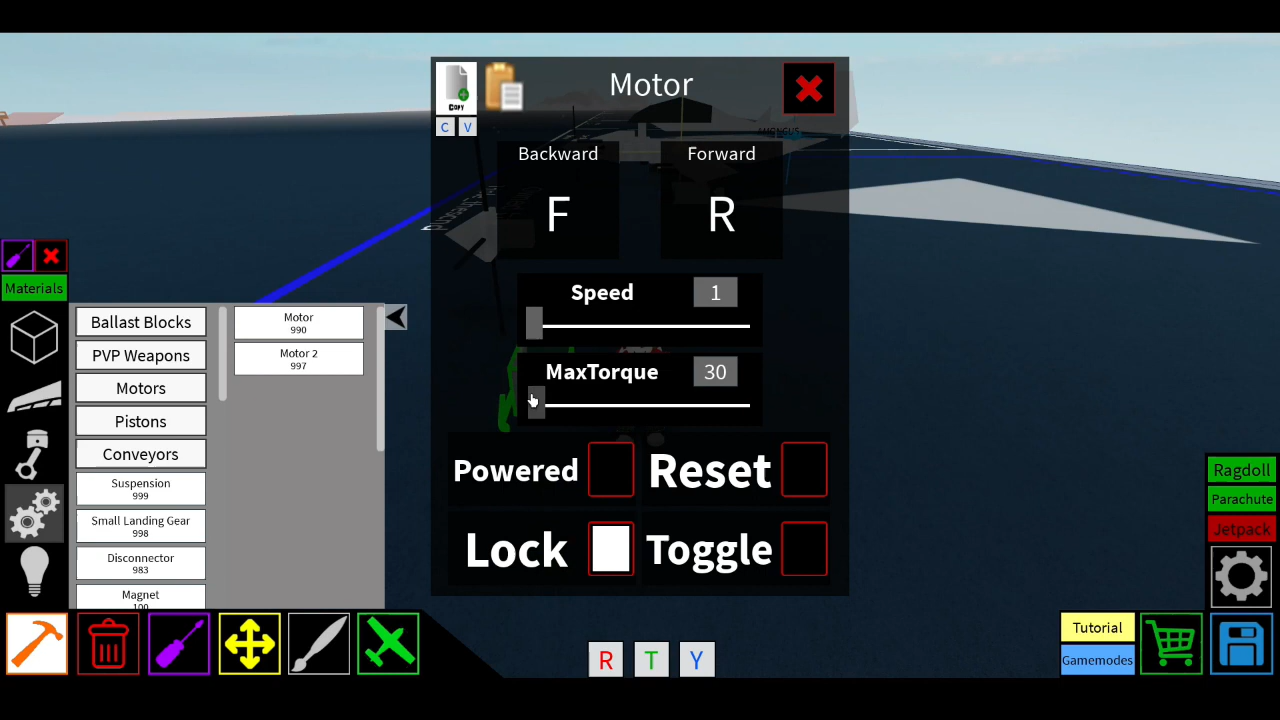 Motor
COPY
C V
AMONGUS
Backward
Forward
F
R
Speed 1
MaxTorque 30
Powered
Reset
Lock
Toggle
Materials
Ballast Blocks
PVP Weapons
Motors
Pistons
Conveyors
Suspension
999
Small Landing Gear
998
Disconnector
983
Magnet
100
Motor
990
Motor 2
997
R T Y
Ragdoll
Parachute
Jetpack
Tutorial
Gamemodes